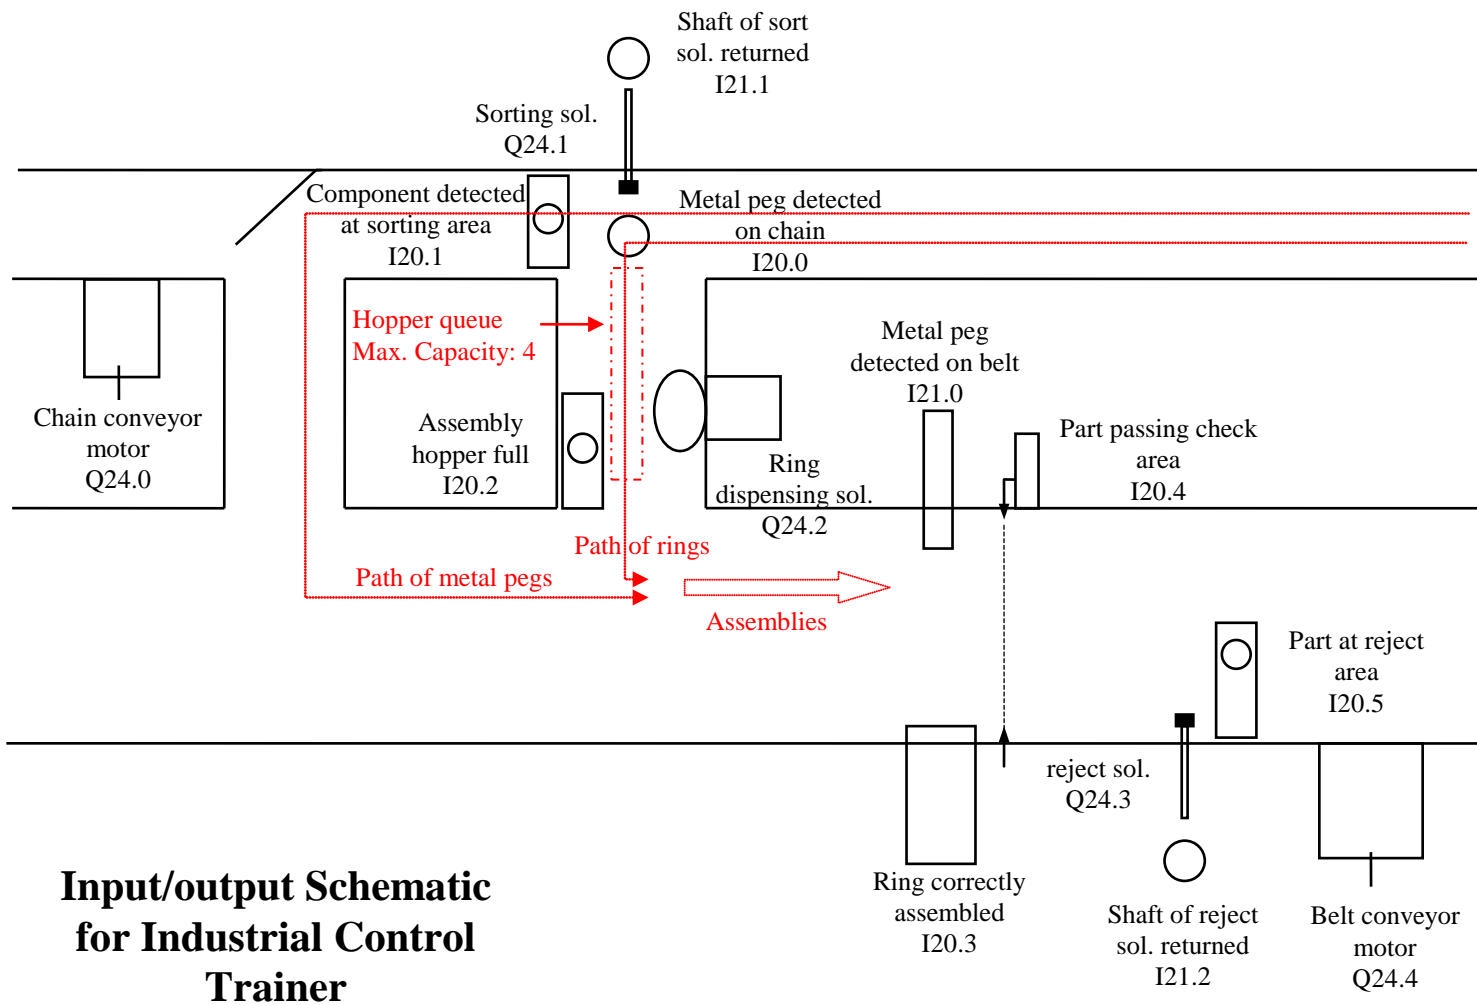 Shaft of sort
sol. returned
I21.1
Sorting sol.
Q24.1
Component detected
at sorting area
I20.1
Metal peg detected
on chain
I20.0
Hopper queue
Max. Capacity: 4
Metal peg
detected on belt
I21.0
Chain conveyor
motor
Q24.0
Assembly
hopper full
I20.2
Ring
dispensing sol.
Q24.2
Part passing check
area
I20.4
Path of rings
Path of metal pegs
Assemblies
Part at reject
area
I20.5
reject sol.
Q24.3
Ring correctly
assembled
I20.3
Shaft of reject
sol. returned
I21.2
Belt conveyor
motor
Q24.4
Input/output Schematic
for Industrial Control
Trainer